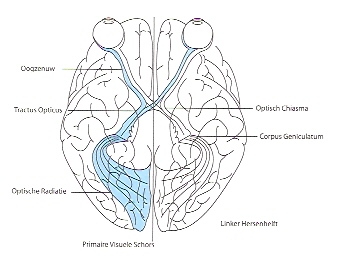 Oogzenuw
Tractus Opticus
Optisch Chiasma
Corpus Geniculatum
Optische Radiatie
Linker Hersenhelft
Primaire Visuele Schors